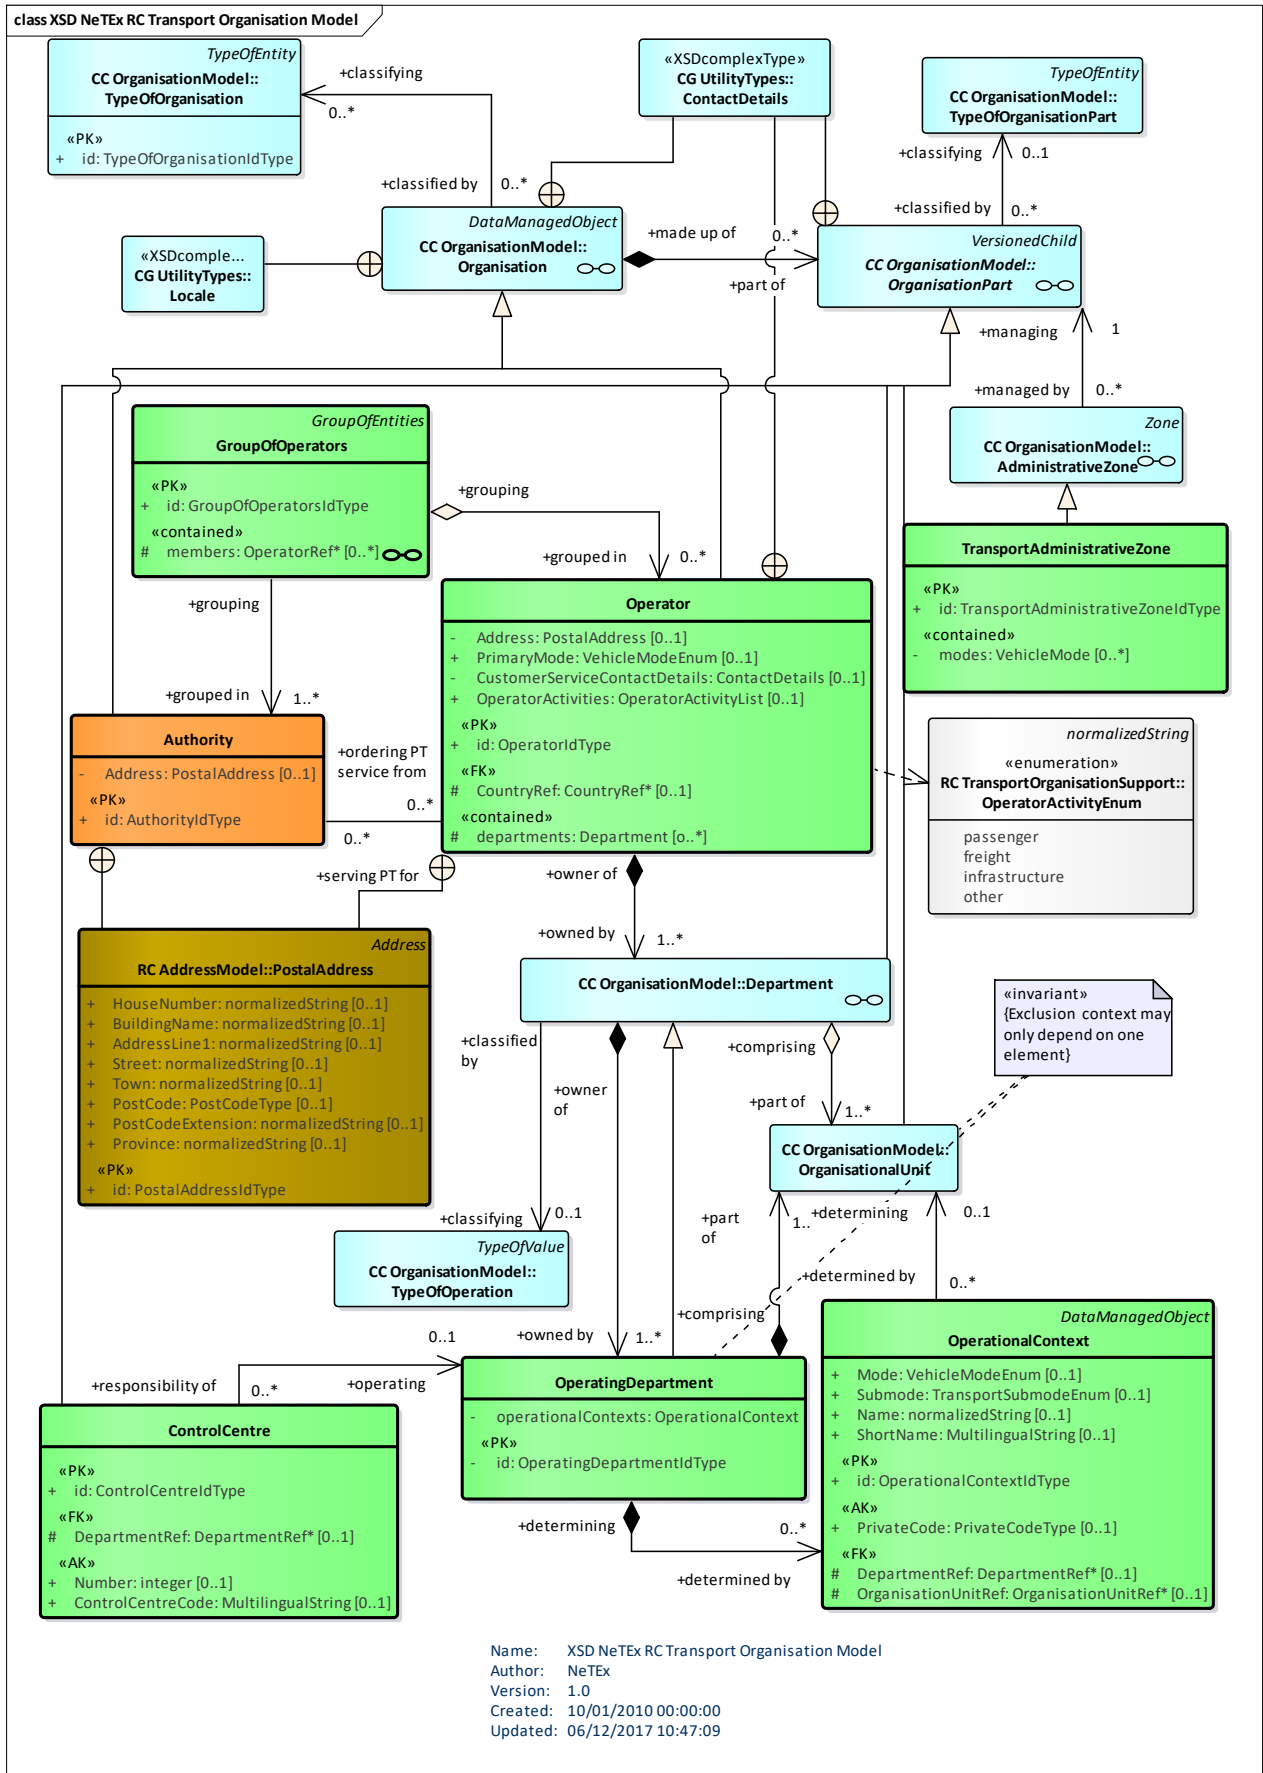 class XSD NeTEx RC Transport Organisation Model
TypeOfEntity
CC OrganisationModel::
TypeOfOrganisation
«PK»
+ id: TypeOfOrganisationIdType
+classifying
0..*
+classified by
0..*
«XSDcomplexType»
CG UtilityTypes::
ContactDetails
TypeOfEntity
CC OrganisationModel::
TypeOfOrganisationPart
+classifying
0..1
+classified by
0..*
«XSDcomple...
CG UtilityTypes::
Locale
DataManagedObject
CC OrganisationModel::
Organisation
+made up of
0..*
+part of
VersionedChild
CC OrganisationModel::
OrganisationPart
+managing
1
+managed by
0..*
Zone
CC OrganisationModel::
AdministrativeZone
GroupOfEntities
GroupOfOperators
«PK»
+ id: GroupOfOperatorsIdType
«contained»
# members: OperatorRef* [0..*]
+grouping
+grouped in
0..*
+grouping
+grouped in
1..*
TransportAdministrativeZone
«PK»
+ id: TransportAdministrativeZoneIdType
«contained»
- modes: VehicleMode [0..*]
Operator
- Address: PostalAddress [0..1]
+ PrimaryMode: VehicleModeEnum [0..1]
- CustomerServiceContactDetails: ContactDetails [0..1]
+ OperatorActivities: OperatorActivityList [0..1]
«PK»
+ id: OperatorIdType
«FK»
# CountryRef: CountryRef* [0..1]
«contained»
# departments: Department [o..*]
Authority
- Address: PostalAddress [0..1]
«PK»
+ id: AuthorityIdType
+ordering PT
service from
0..*
0..*
+serving PT for
normalizedString
«enumeration»
RC TransportOrganisationSupport::
OperatorActivityEnum
passenger
freight
infrastructure
other
+owner of
+owned by
1..*
Address
RC AddressModel::PostalAddress
+ HouseNumber: normalizedString [0..1]
+ BuildingName: normalizedString [0..1]
+ AddressLine1: normalizedString [0..1]
+ Street: normalizedString [0..1]
+ Town: normalizedString [0..1]
+ PostCode: PostCodeType [0..1]
+ PostCodeExtension: normalizedString [0..1]
+ Province: normalizedString [0..1]
«PK»
+ id: PostalAddressIdType
CC OrganisationModel::Department
«invariant»
{Exclusion context may
only depend on one
element}
+classified
by
+owner
of
+comprising
+part of
1..*
CC OrganisationModel::
OrganisationalUnit
+classifying
0..1
TypeOfValue
CC OrganisationModel::
TypeOfOperation
+part
of
1..
+determining
0..1
+determined by
0..*
+comprising
+owned by
1..*
0..1
+responsibility of
0..*
+operating
ControlCentre
«PK»
+ id: ControlCentreIdType
«FK»
# DepartmentRef: DepartmentRef* [0..1]
«AK»
+ Number: integer [0..1]
+ ControlCentreCode: MultilingualString [0..1]
OperatingDepartment
- operationalContexts: OperationalContext
«PK»
- id: OperatingDepartmentIdType
+determining
0..*
+determined by
DataManagedObject
OperationalContext
+ Mode: VehicleModeEnum [0..1]
+ Submode: TransportSubmodeEnum [0..1]
+ Name: normalizedString [0..1]
+ ShortName: MultilingualString [0..1]
«PK»
+ id: OperationalContextIdType
«AK»
+ PrivateCode: PrivateCodeType [0..1]
«FK»
# DepartmentRef: DepartmentRef* [0..1]
# OrganisationUnitRef: OrganisationUnitRef* [0..1]
Name: XSD NeTEx RC Transport Organisation Model
Author: NeTEx
Version: 1.0
Created: 10/01/2010 00:00:00
Updated: 06/12/2017 10:47:09